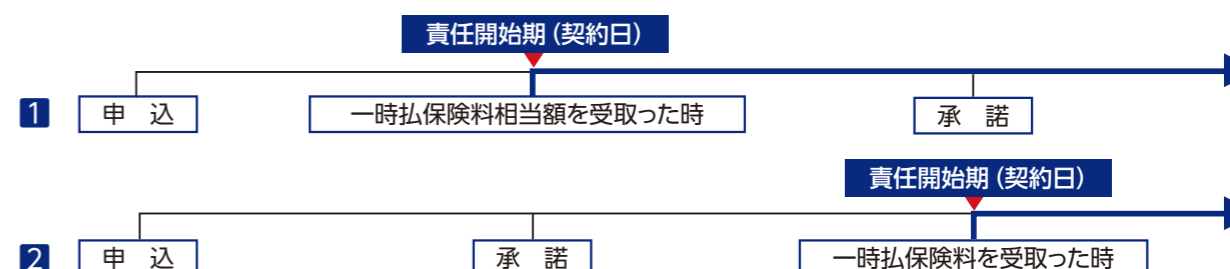 責任開始期（契約日）
1 申　込 一時払保険料相当額を受取った時 承　諾
責任開始期（契約日）
2 申　込 承　諾 一時払保険料を受取った時